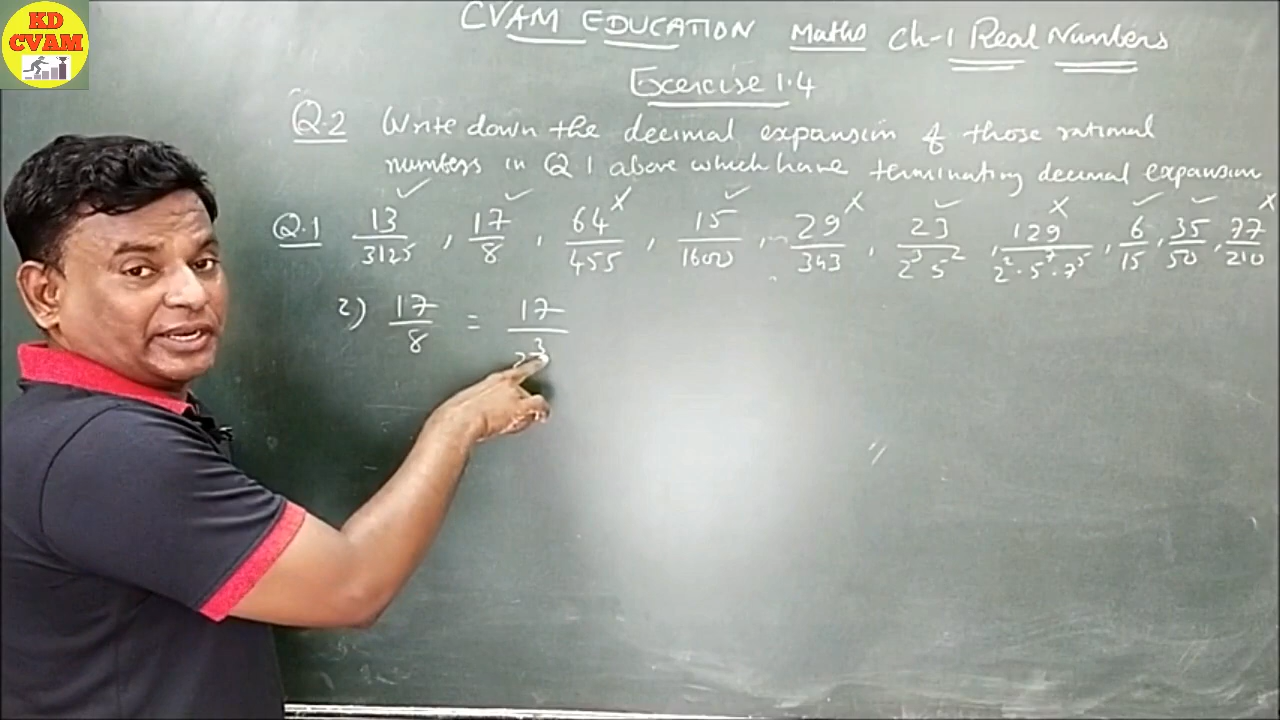 KD
CVAM
CVAM EDUCATION Maths Ch-1 Real Numbers
Exercise 1.4
Q.2 Write down the decimal expansion of those rational
numbers in Q.1 above which have terminating decimal expansion
Q.1 13/3125 ✓, 17/8 ✓, 64/455 ✗, 15/1600 ✓, 29/343 ✗, 23/2³5² ✓, 129/2²·5⁷·7⁵ ✗, 6/15 ✓, 35/50 ✓, 77/210 ✗
2) 17/8 = 17/2³